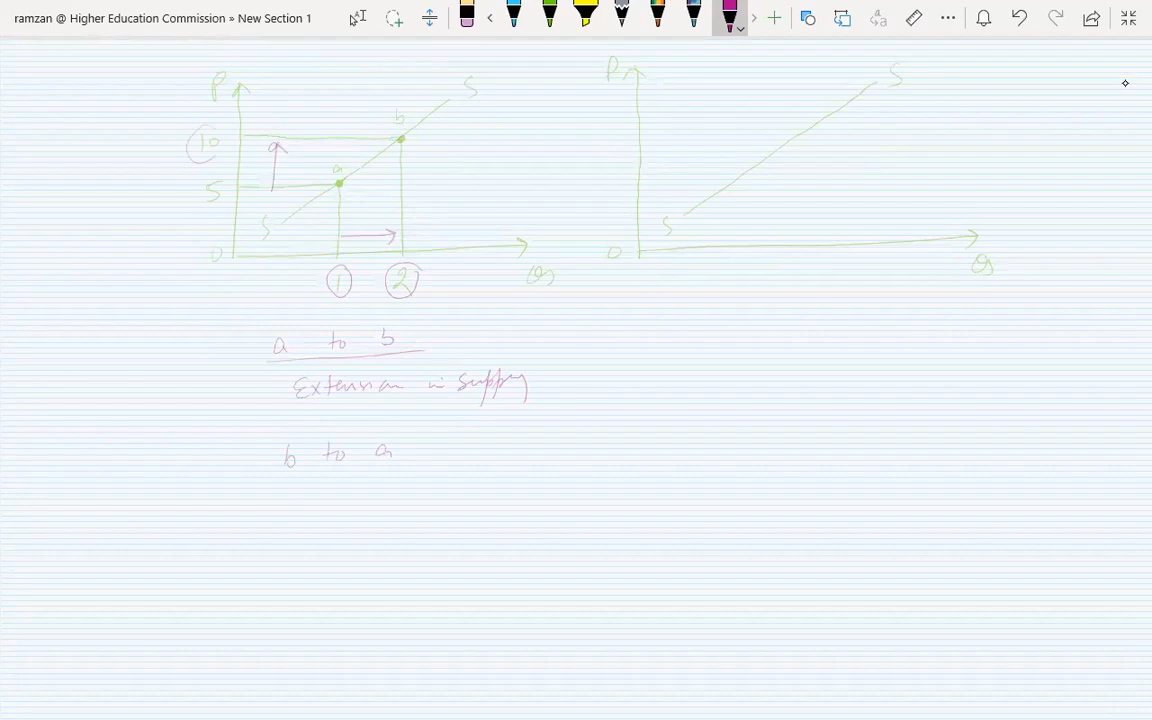 ramzan @ Higher Education Commission » New Section 1
P
S
b
10
a
5
S
0
1
2
Qs
P
S
S
0
Qs
a to b
Extension in supply
b to a